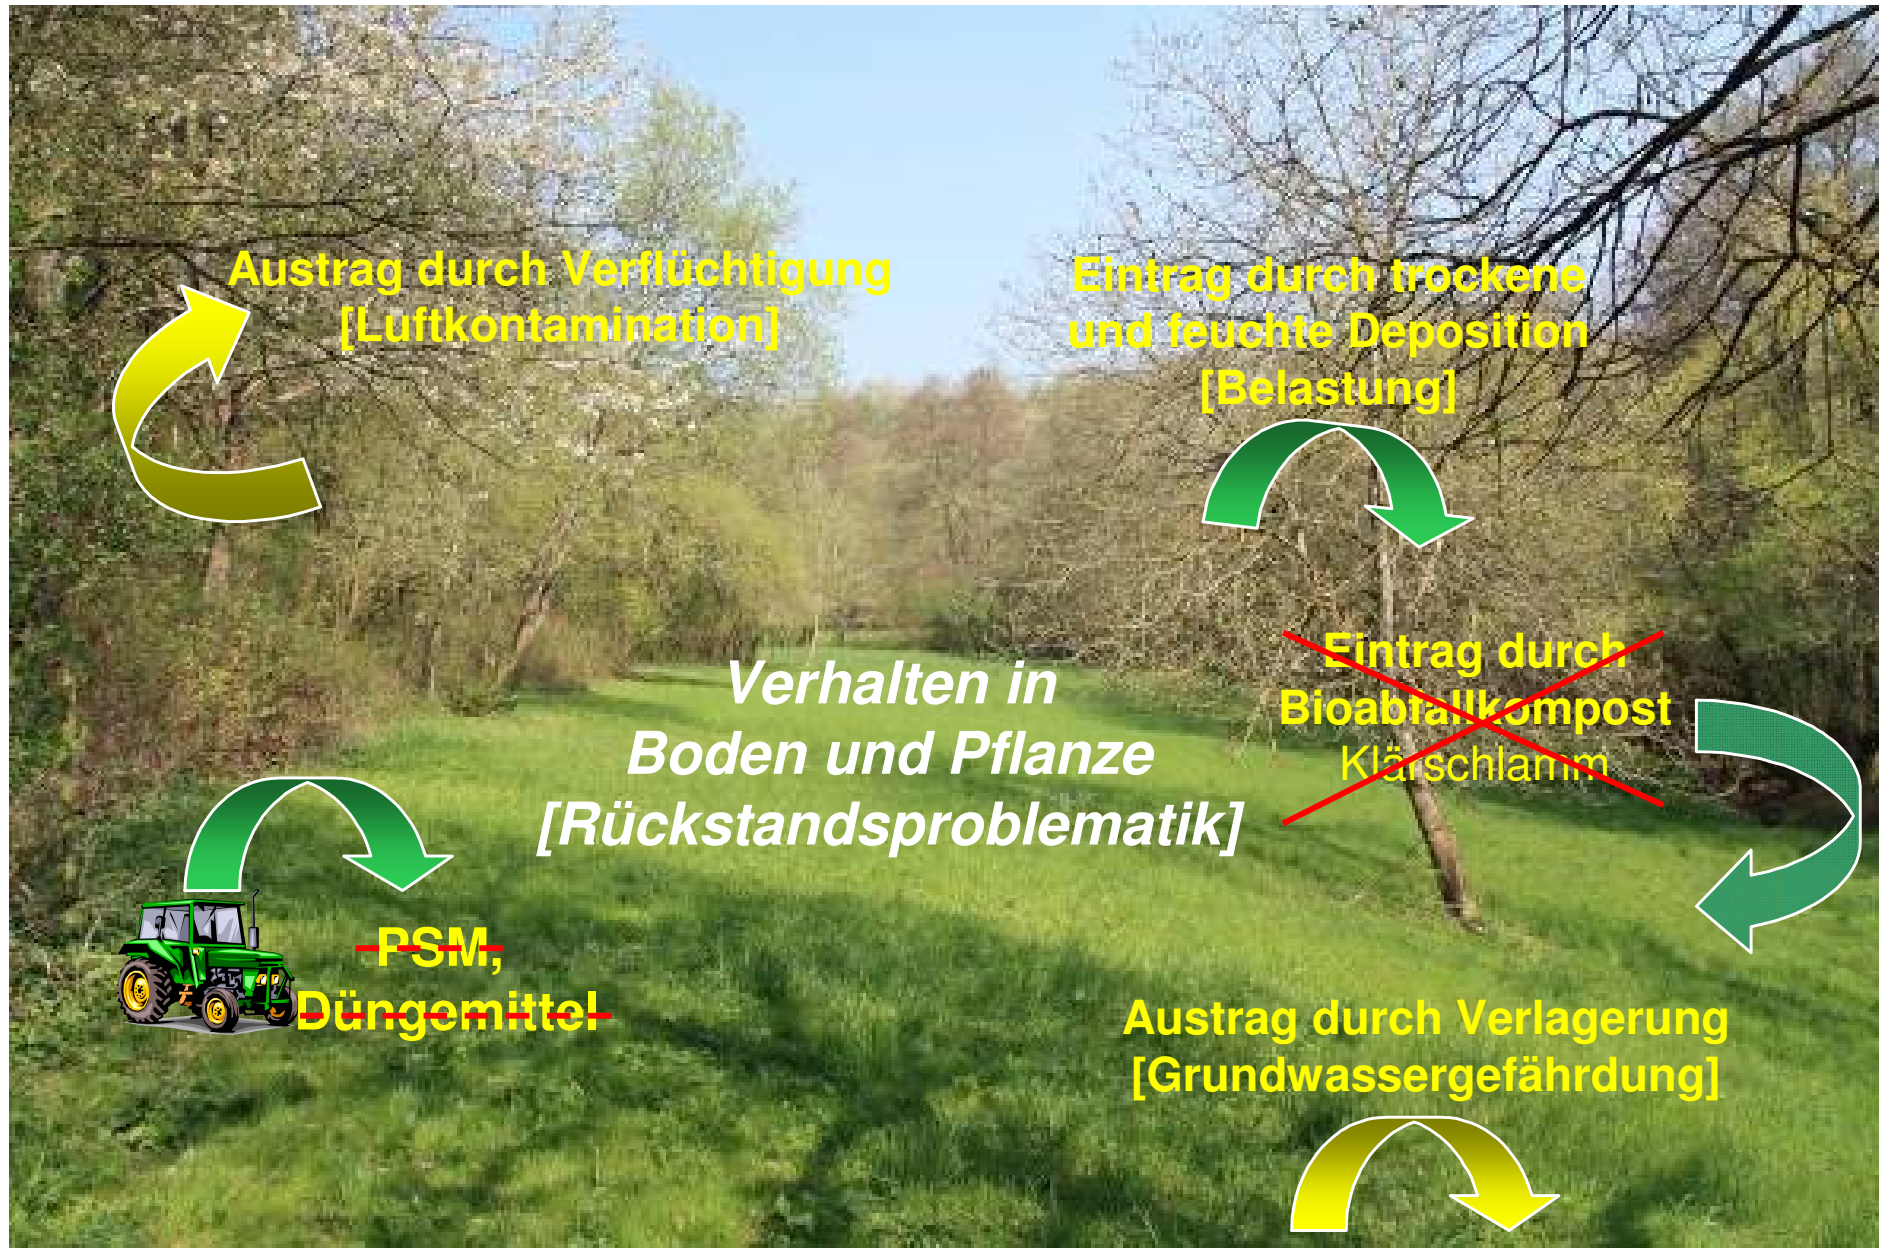 Austrag durch Verflüchtigung
[Luftkontamination]
Eintrag durch trockene
und feuchte Deposition
[Belastung]
Verhalten in
Boden und Pflanze
[Rückstandsproblematik]
Eintrag durch
Bioabfallkompost
Klärschlamm
PSM,
Düngemittel
Austrag durch Verlagerung
[Grundwassergefährdung]